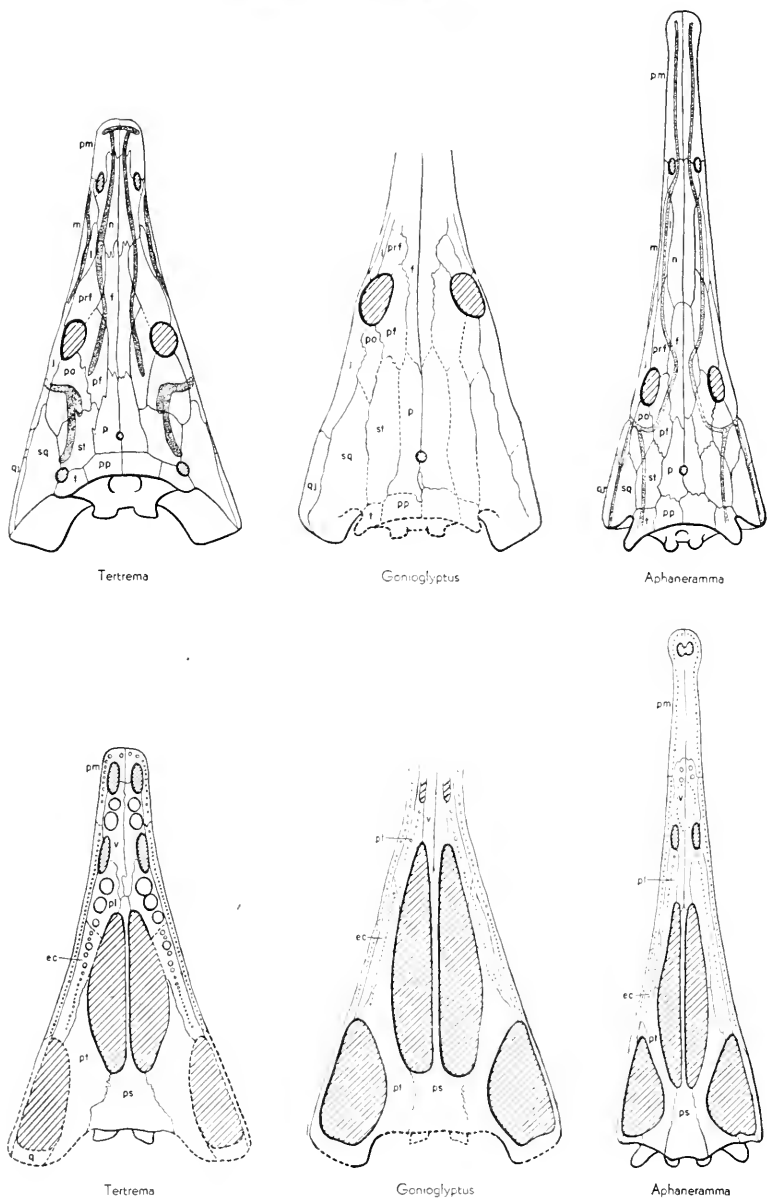 pm
m
n
l
prf
f
j
po
pf
p
sq
st
qj
t
pp
Tertrema
prf
f
po
pf
j
st
p
sq
qj
t
pp
Gonioglyptus
pm
m
n
prf
f
po
pf
qj
sq
st
p
t
pp
t
Aphaneramma
pm
v
pl
ec
pt
ps
q
Tertrema
v
pl
ec
pt
ps
Gonioglyptus
pm
v
pl
ec
pt
ps
Aphaneramma